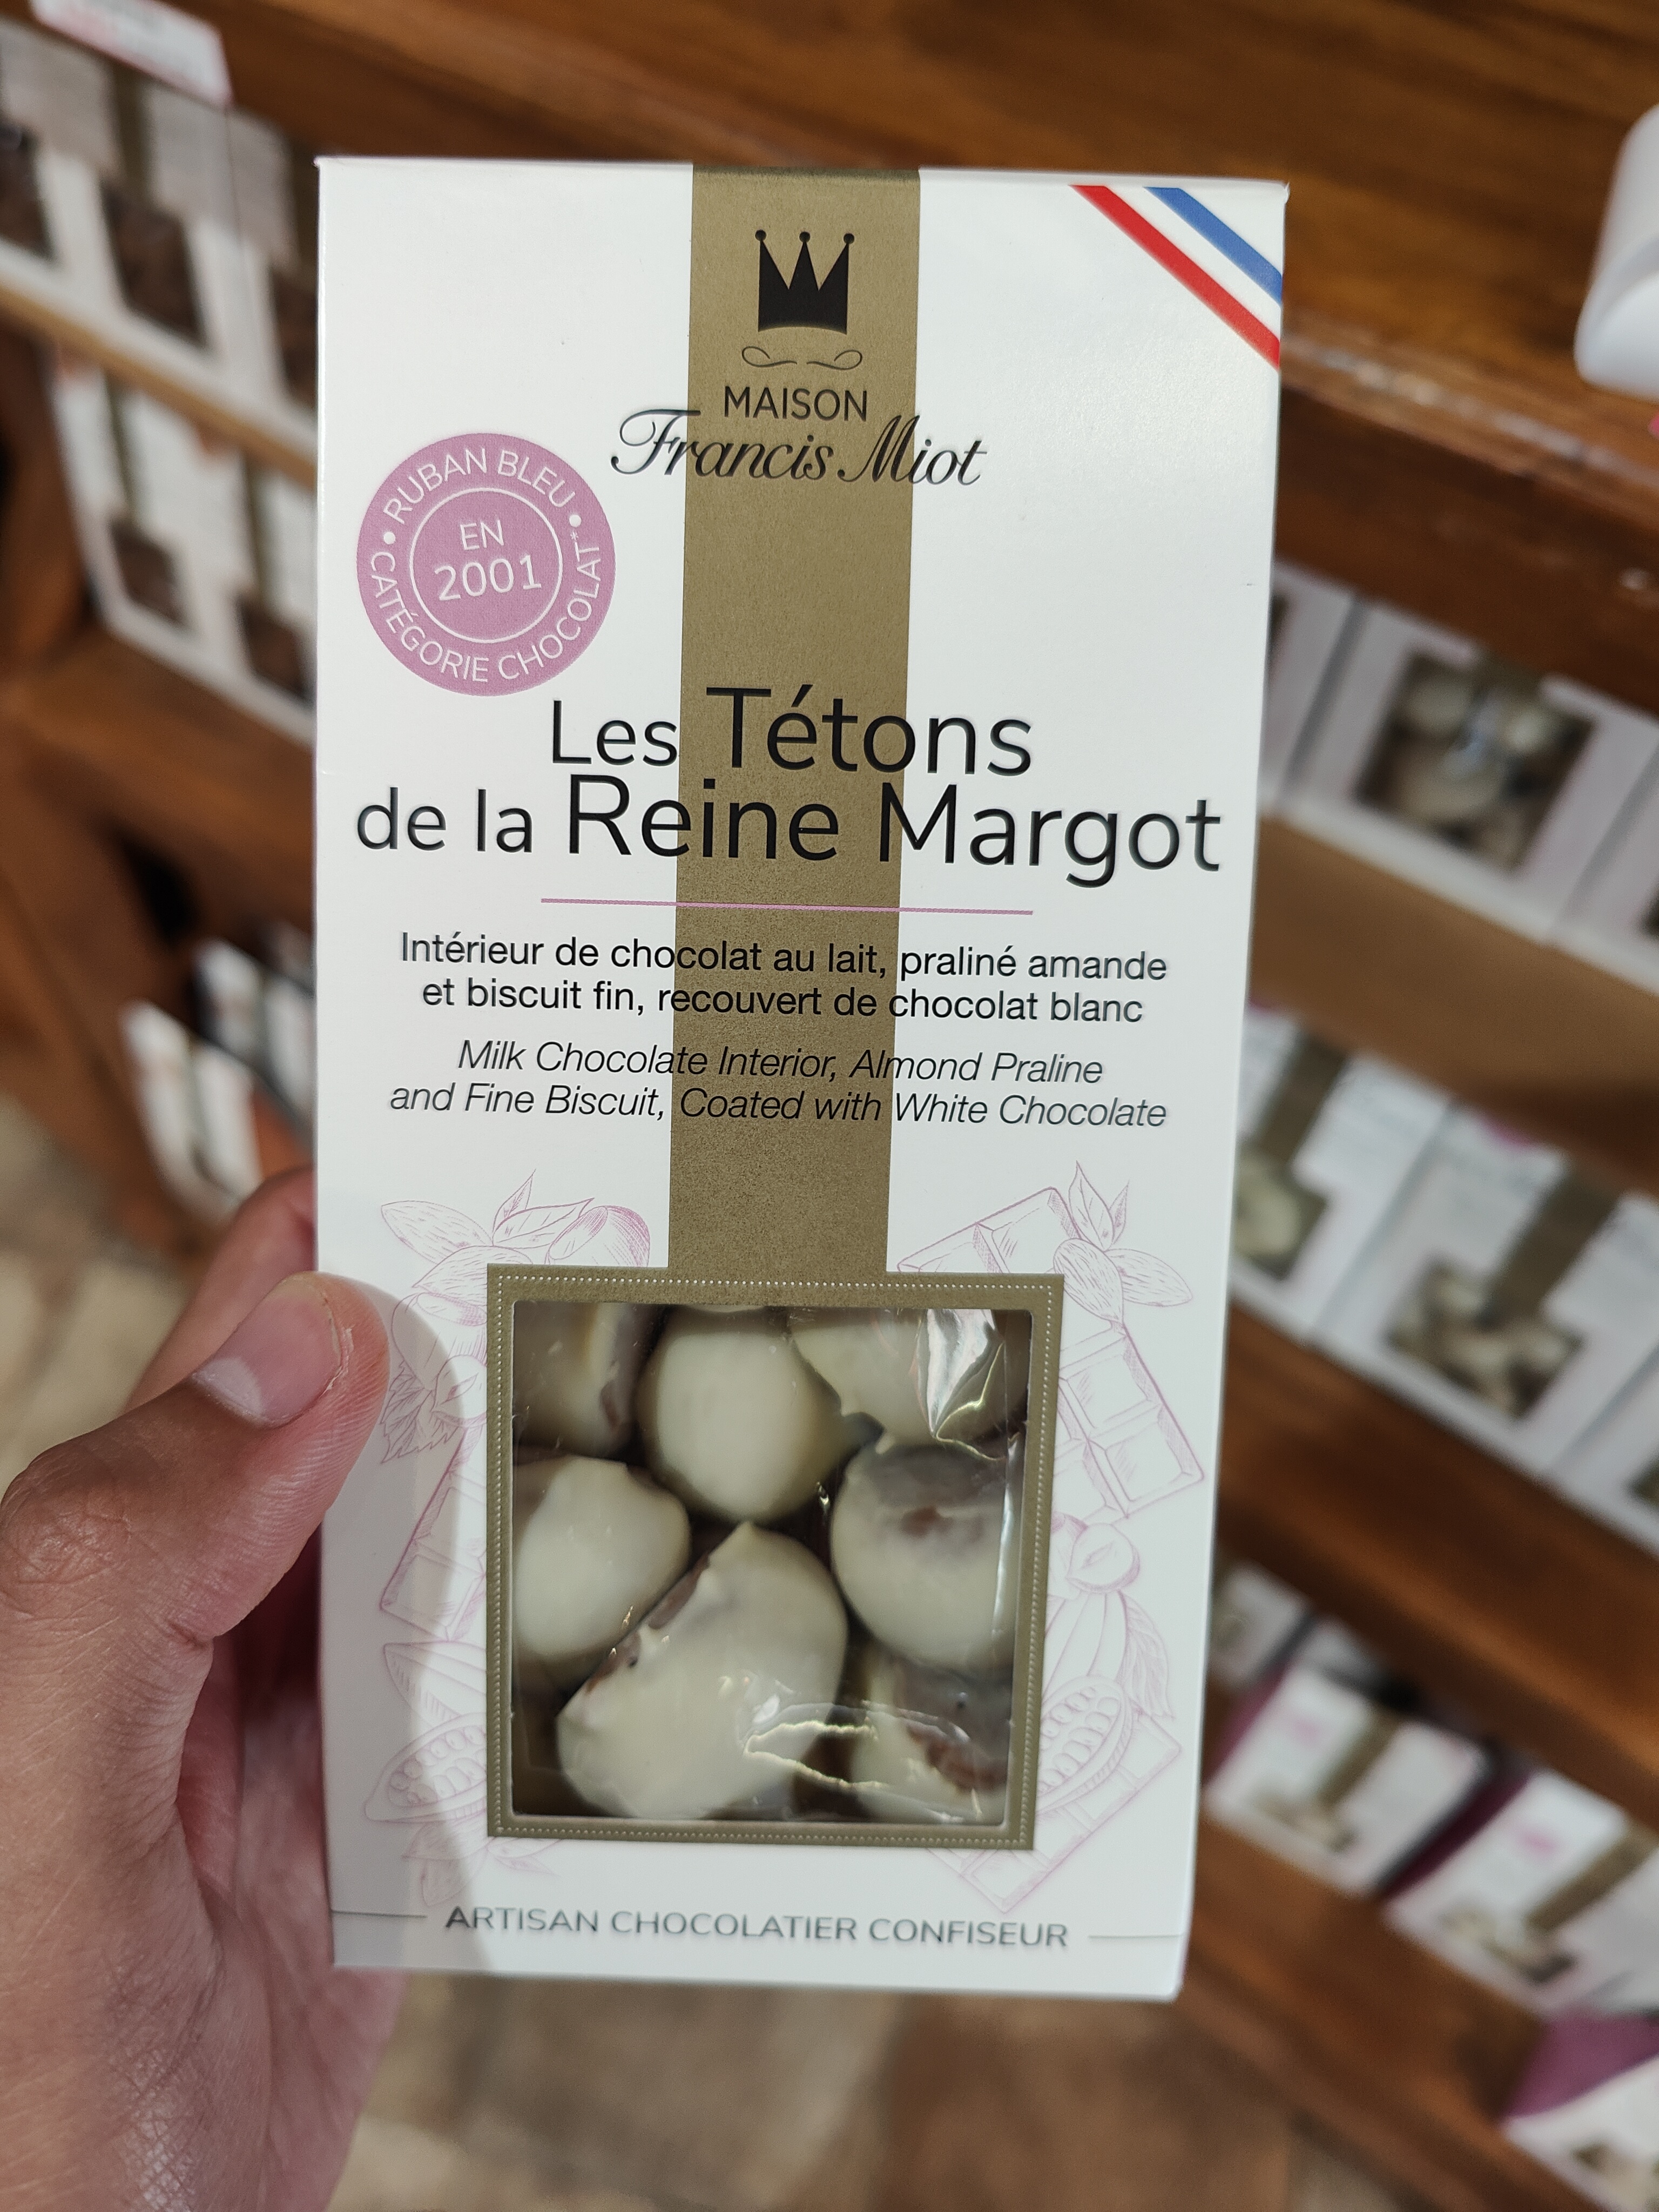 MAISON
Francis Miot
RUBAN BLEU
EN
2001
CATÉGORIE CHOCOLAT*
Les Tétons
de la Reine Margot
Intérieur de chocolat au lait, praliné amande
et biscuit fin, recouvert de chocolat blanc
Milk Chocolate Interior, Almond Praline
and Fine Biscuit, Coated with White Chocolate
ARTISAN CHOCOLATIER CONFISEUR